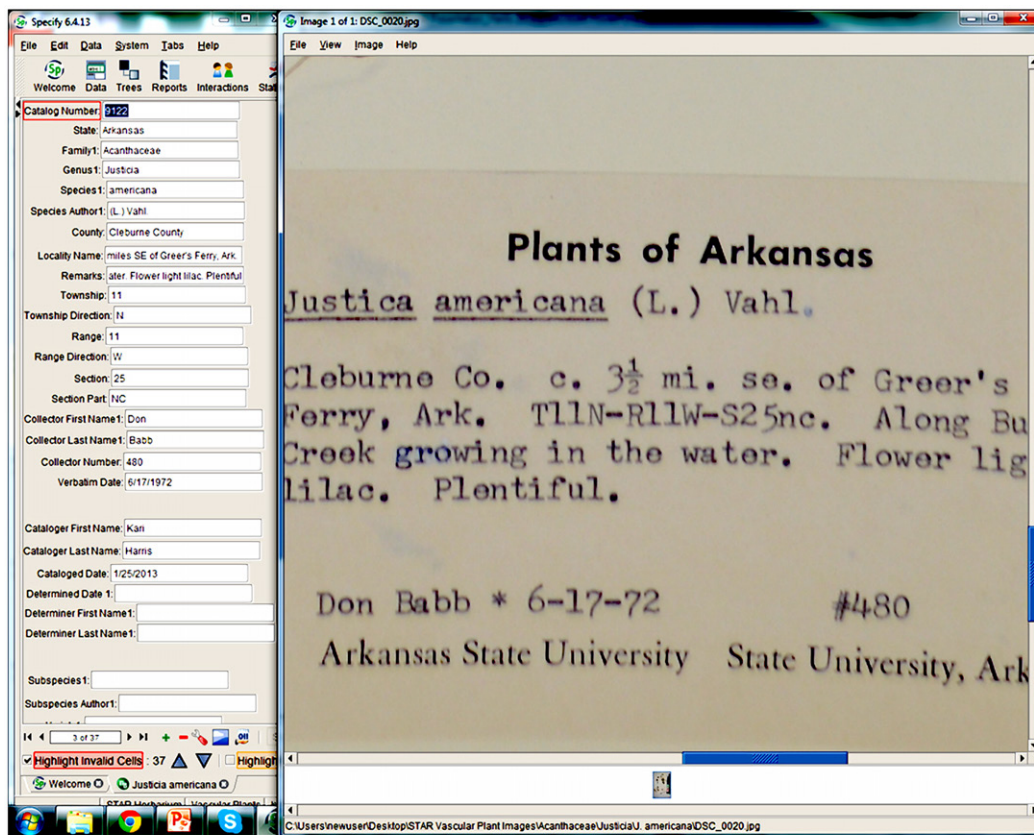 Specify 6.4.13
File Edit Data System Tabs Help
Welcome Data Trees Reports Interactions
Catalog Number: 9122
State: Arkansas
Family1: Acanthaceae
Genus1: Justicia
Species1: americana
Species Author1: (L.) Vahl.
County: Cleburne County
Locality Name: miles SE of Greer's Ferry, Ark.
Remarks: ater. Flower light lilac. Plentiful
Township: 11
Township Direction: N
Range: 11
Range Direction: W
Section: 25
Section Part: NC
Collector First Name1: Don
Collector Last Name1: Babb
Collector Number: 480
Verbatim Date: 6/17/1972
Cataloger First Name: Kari
Cataloger Last Name: Harris
Cataloged Date: 1/25/2013
Determined Date 1:
Determiner First Name1:
Determiner Last Name1:
Subspecies1:
Subspecies Author1:
3 of 37
Highlight Invalid Cells : 37 Highlight
Welcome Justicia americana
STAR Herbarium Vascular Plants
Image 1 of 1: DSC_0020.jpg
File View Image Help
Plants of Arkansas
Justica americana (L.) Vahl.
Cleburne Co. c. 3½ mi. se. of Greer's
Ferry, Ark. T11N-R11W-S25nc. Along Bu
Creek growing in the water. Flower lig
lilac. Plentiful.
Don Babb * 6-17-72 #480
Arkansas State University State University, Ark
C:\Users\newuser\Desktop\STAR Vascular Plant Images\Acanthaceae\Justicia\J. americana\DSC_0020.jpg